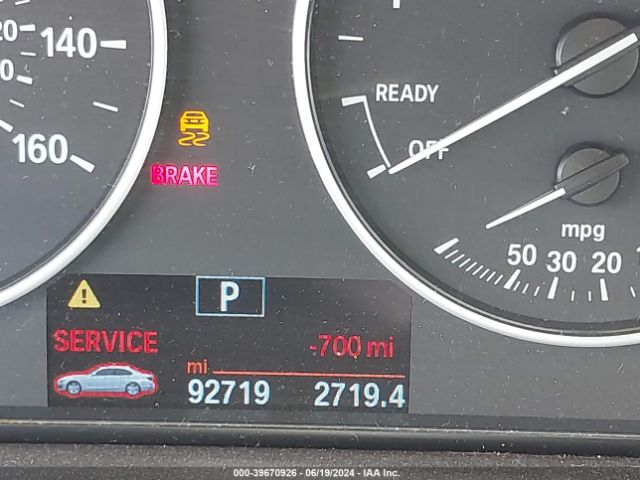 140
160
READY
OFF
BRAKE
mpg
50 30 20
P
SERVICE -700 mi
mi
92719 2719.4
000-39670926 - 06/19/2024 - IAA Inc.